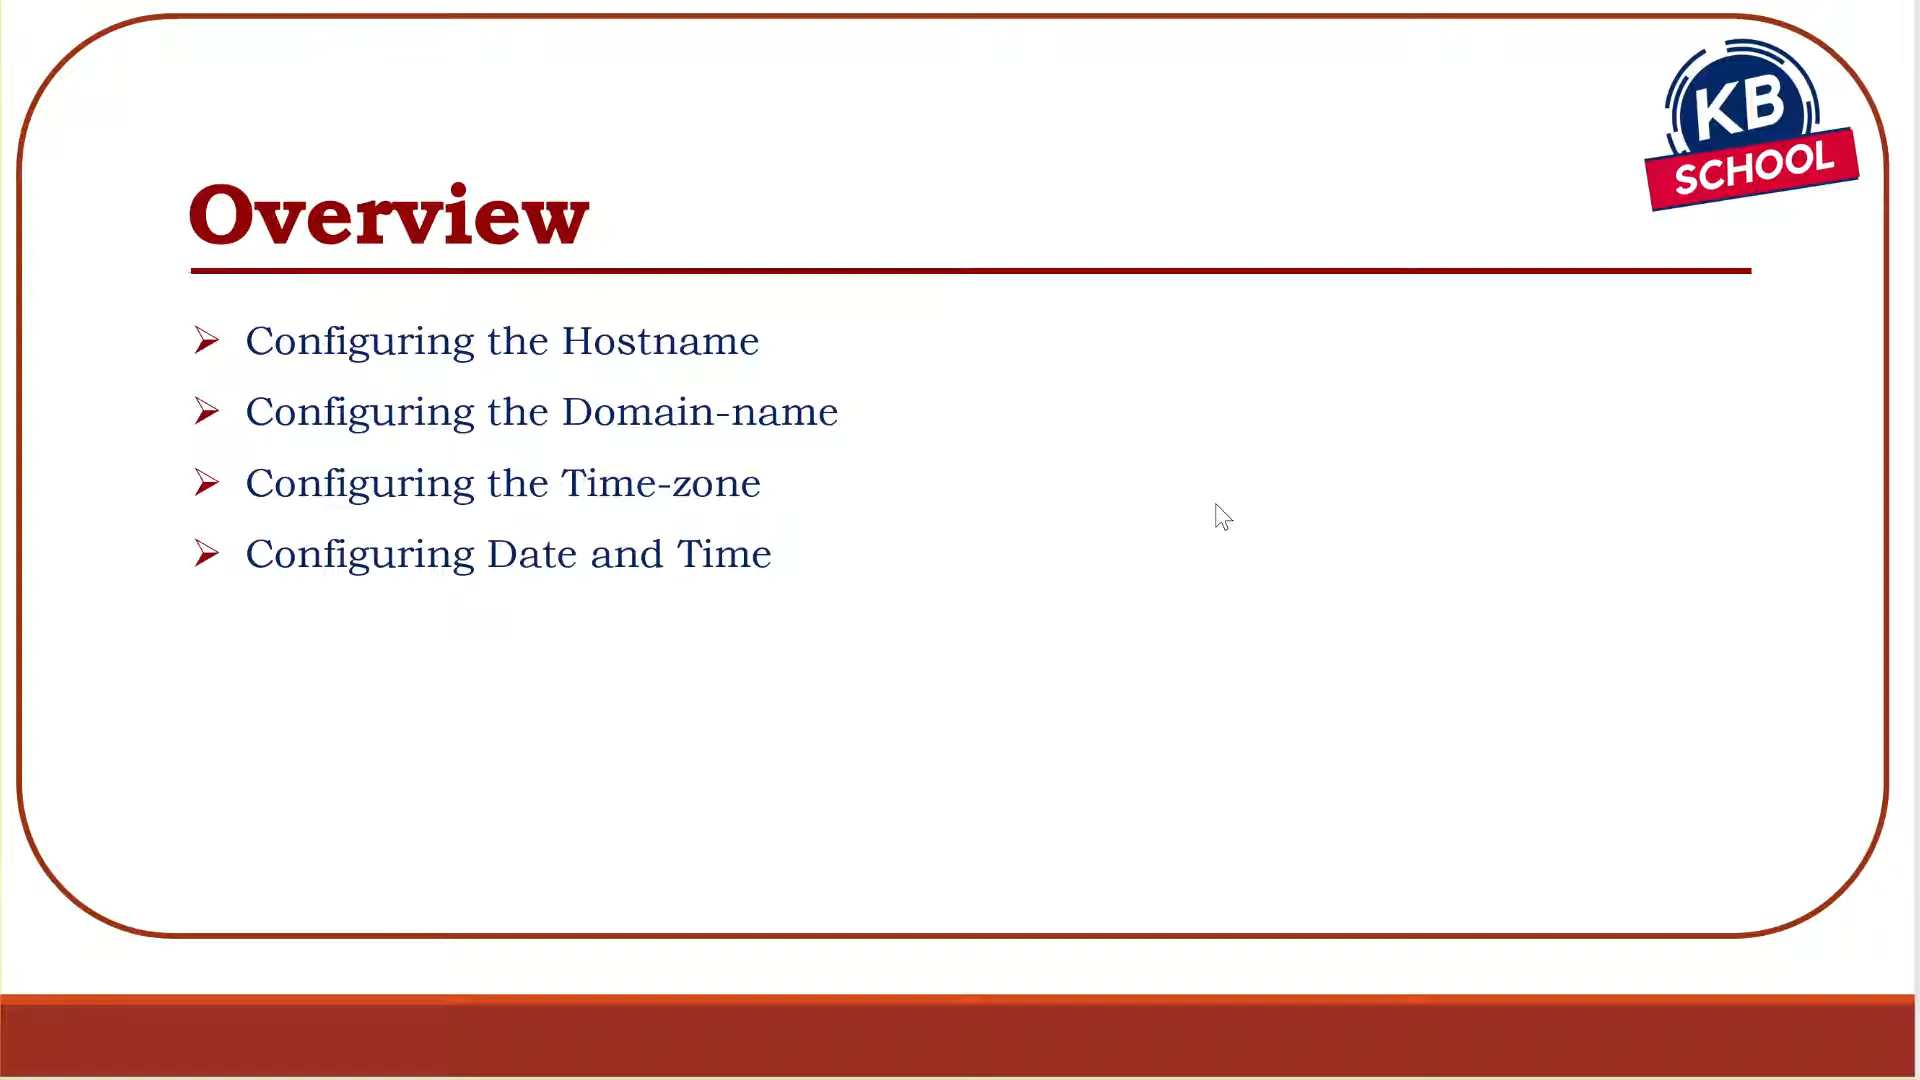 KB
SCHOOL
Overview
➢ Configuring the Hostname
➢ Configuring the Domain-name
➢ Configuring the Time-zone
➢ Configuring Date and Time